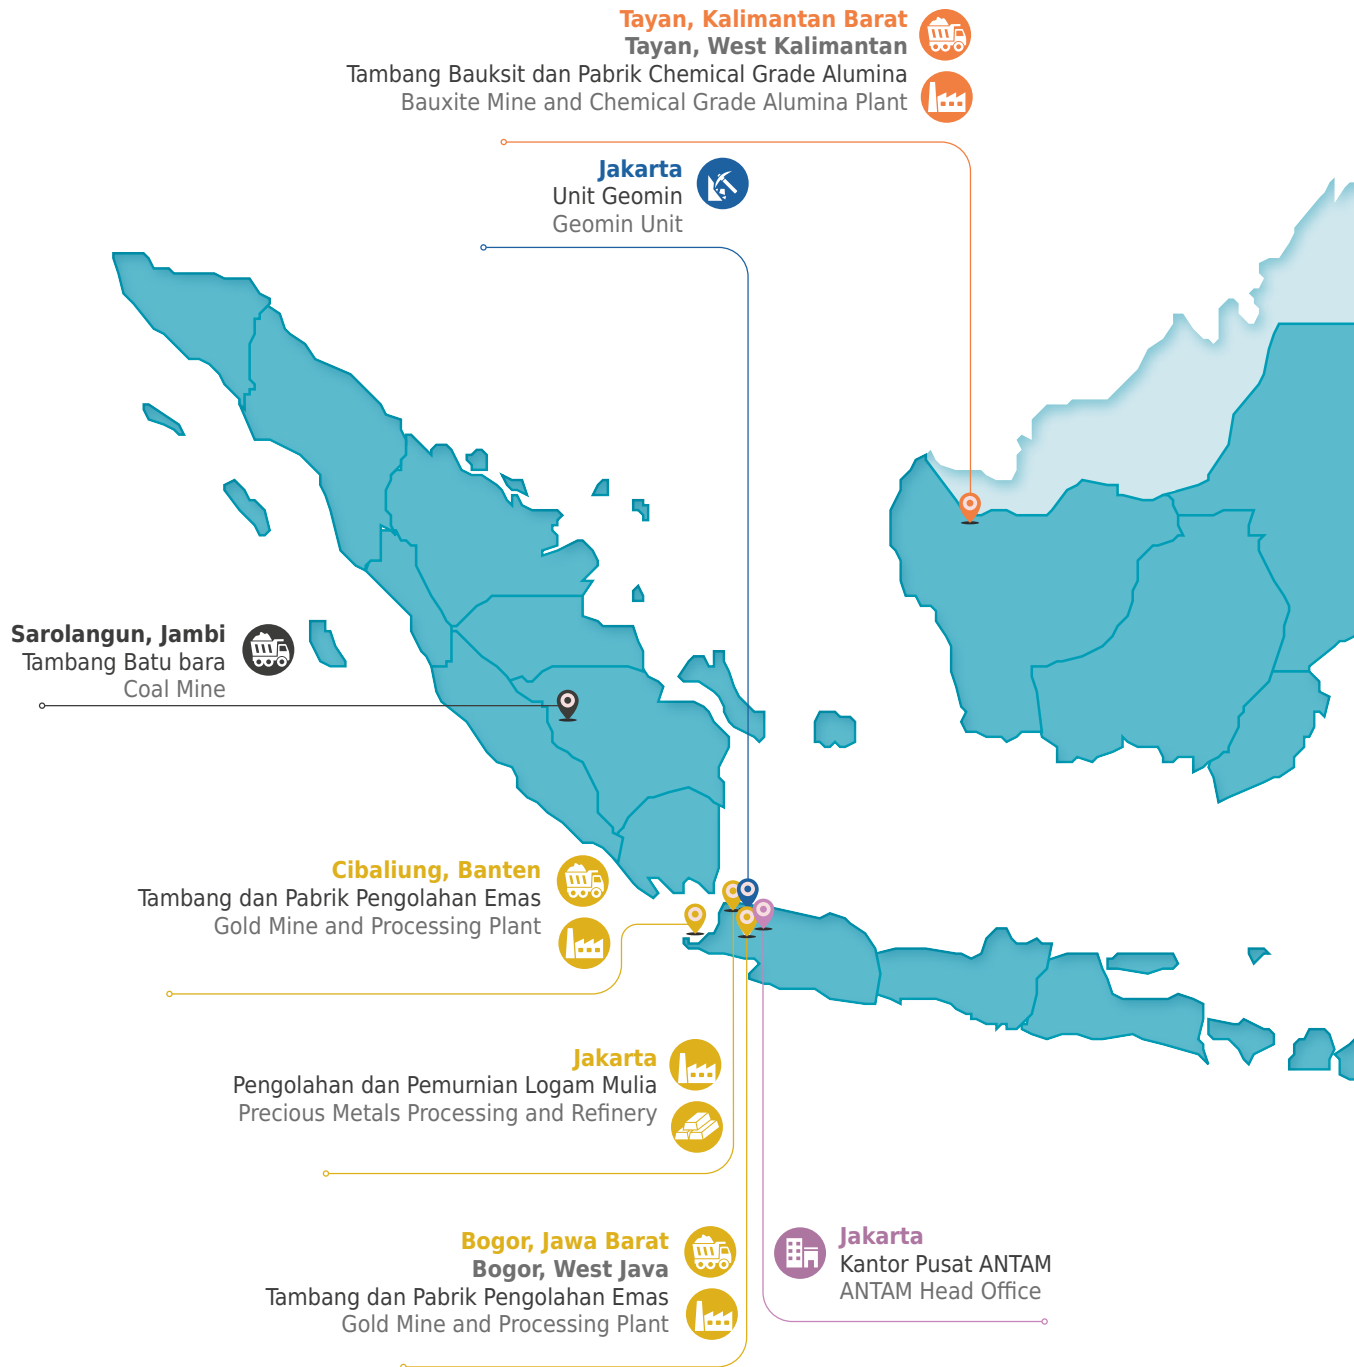 Tayan, Kalimantan Barat
Tayan, West Kalimantan
Tambang Bauksit dan Pabrik Chemical Grade Alumina
Bauxite Mine and Chemical Grade Alumina Plant
Jakarta
Unit Geomin
Geomin Unit
Sarolangun, Jambi
Tambang Batu bara
Coal Mine
Cibaliung, Banten
Tambang dan Pabrik Pengolahan Emas
Gold Mine and Processing Plant
Jakarta
Pengolahan dan Pemurnian Logam Mulia
Precious Metals Processing and Refinery
Bogor, Jawa Barat
Bogor, West Java
Tambang dan Pabrik Pengolahan Emas
Gold Mine and Processing Plant
Jakarta
Kantor Pusat ANTAM
ANTAM Head Office